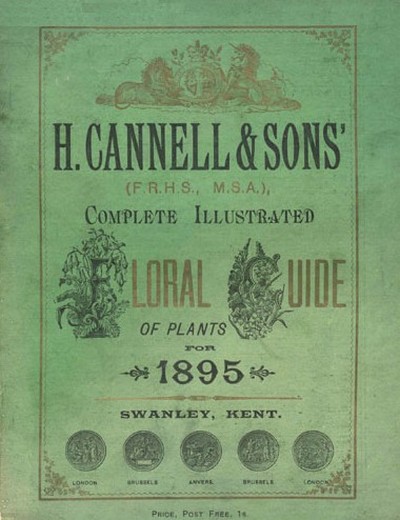 H. CANNELL & SONS'
(F.R.H.S., M.S.A.),
COMPLETE ILLUSTRATED
FLORAL GUIDE
OF PLANTS
FOR
1895
SWANLEY, KENT.
LONDON BRUSSELS ANVERS BRUSSELS LONDON
PRICE, POST FREE, 1s.